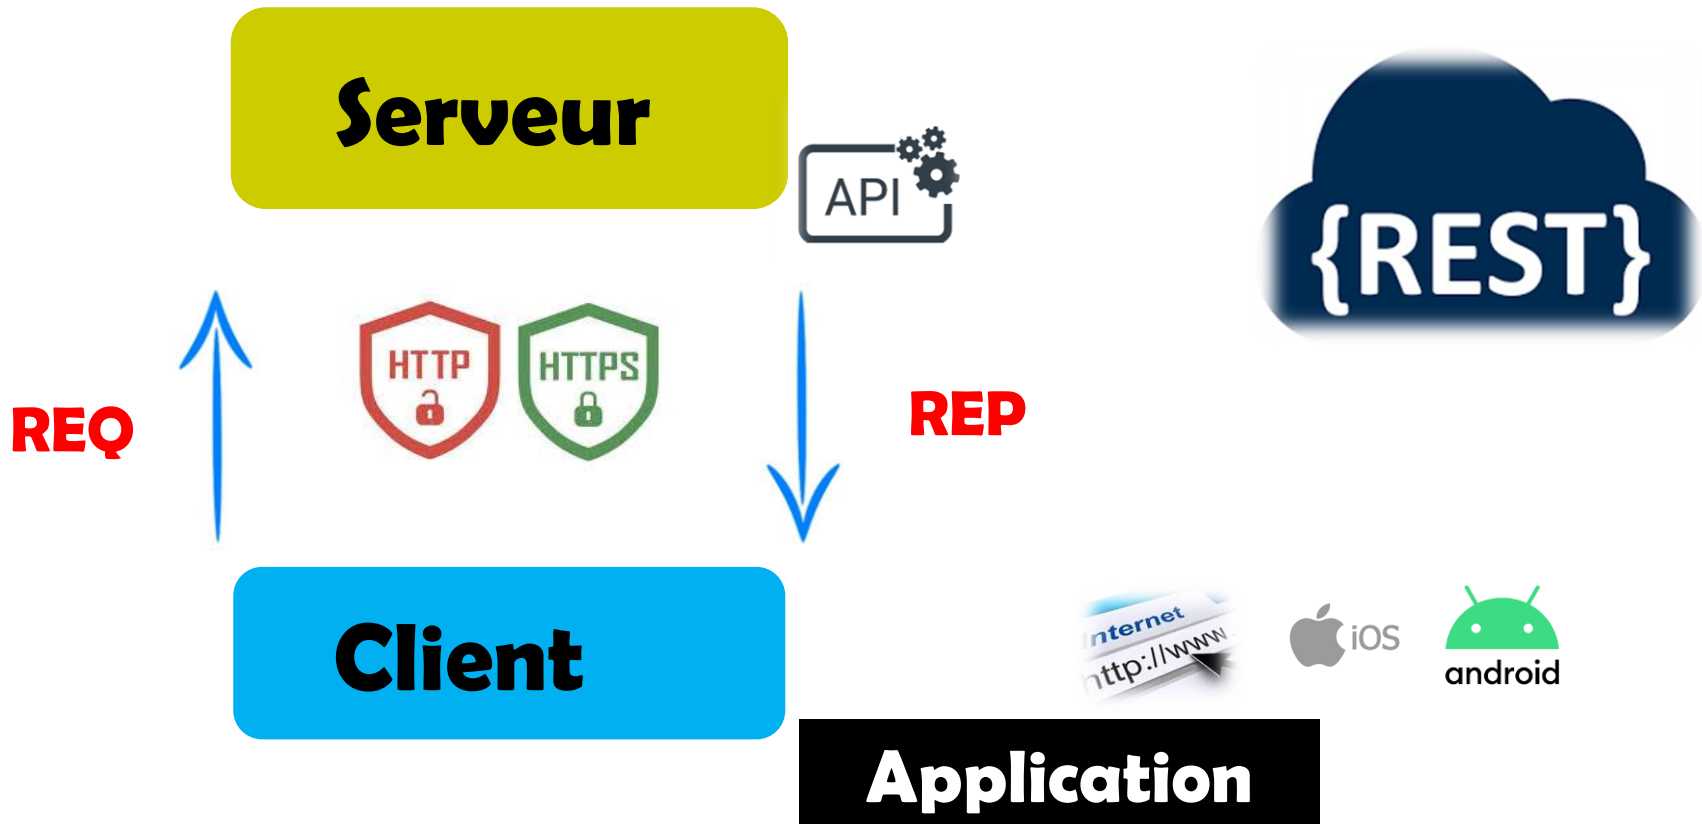 Serveur
API
{REST}
HTTP
HTTPS
REQ
REP
Client
Internet
http://www.
iOS
android
Application